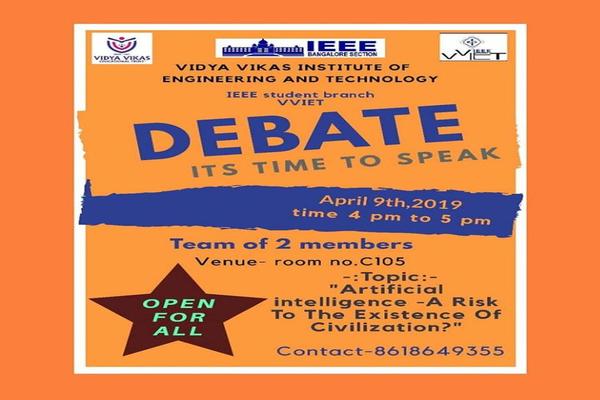 VIDYA VIKAS
IEEE
BANGALORE SECTION
IEEE
VVIET
VIDYA VIKAS INSTITUTE OF
ENGINEERING AND TECHNOLOGY
IEEE student branch
VVIET
DEBATE
ITS TIME TO SPEAK
April 9th,2019
time 4 pm to 5 pm
Team of 2 members
Venue- room no.C105
OPEN
FOR
ALL
-:Topic:-
"Artificial
intelligence -A Risk
To The Existence Of
Civilization?"
Contact-8618649355